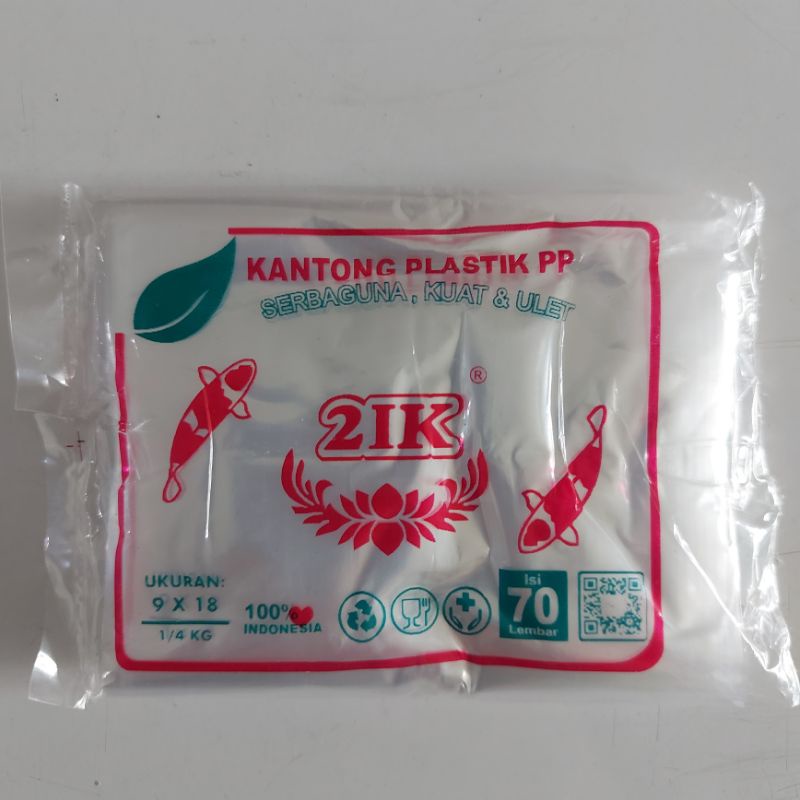 KANTONG PLASTIK PP
SERBAGUNA, KUAT & ULET
®
2IK
UKURAN:
9 X 18
1/4 KG
100%
INDONESIA
Isi
70
Lembar